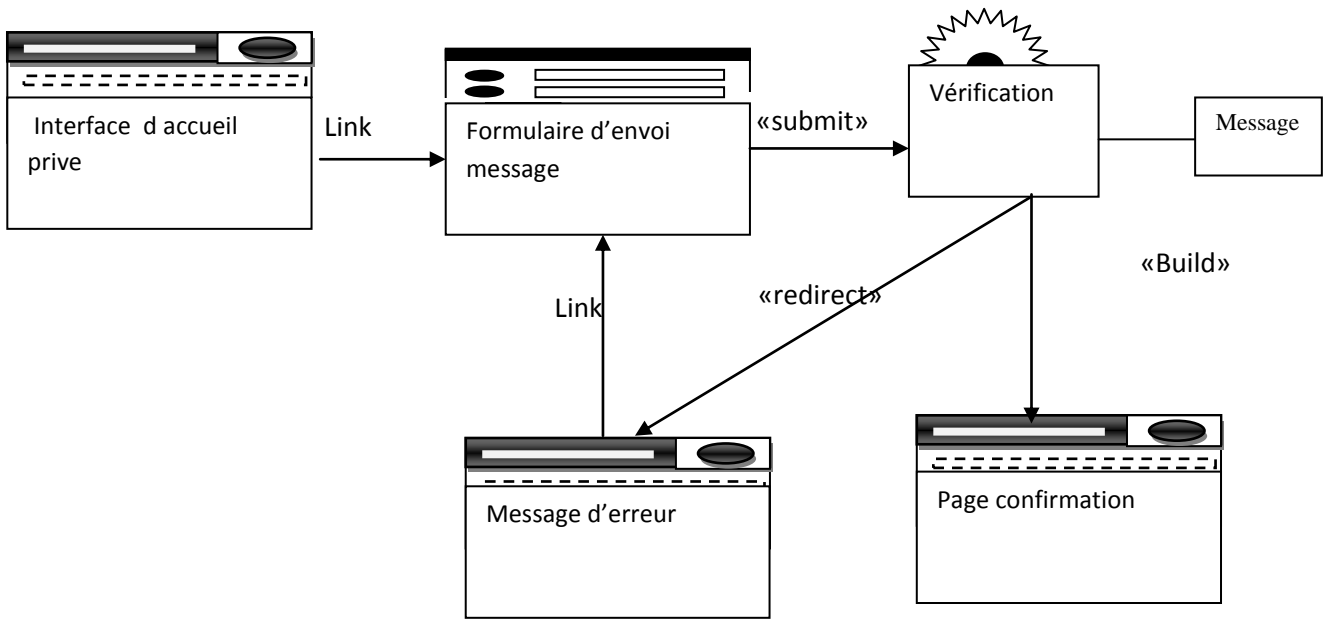 Interface d accueil
prive
Link
Formulaire d’envoi
message
«submit»
Vérification
Message
«Build»
«redirect»
Link
Message d’erreur
Page confirmation